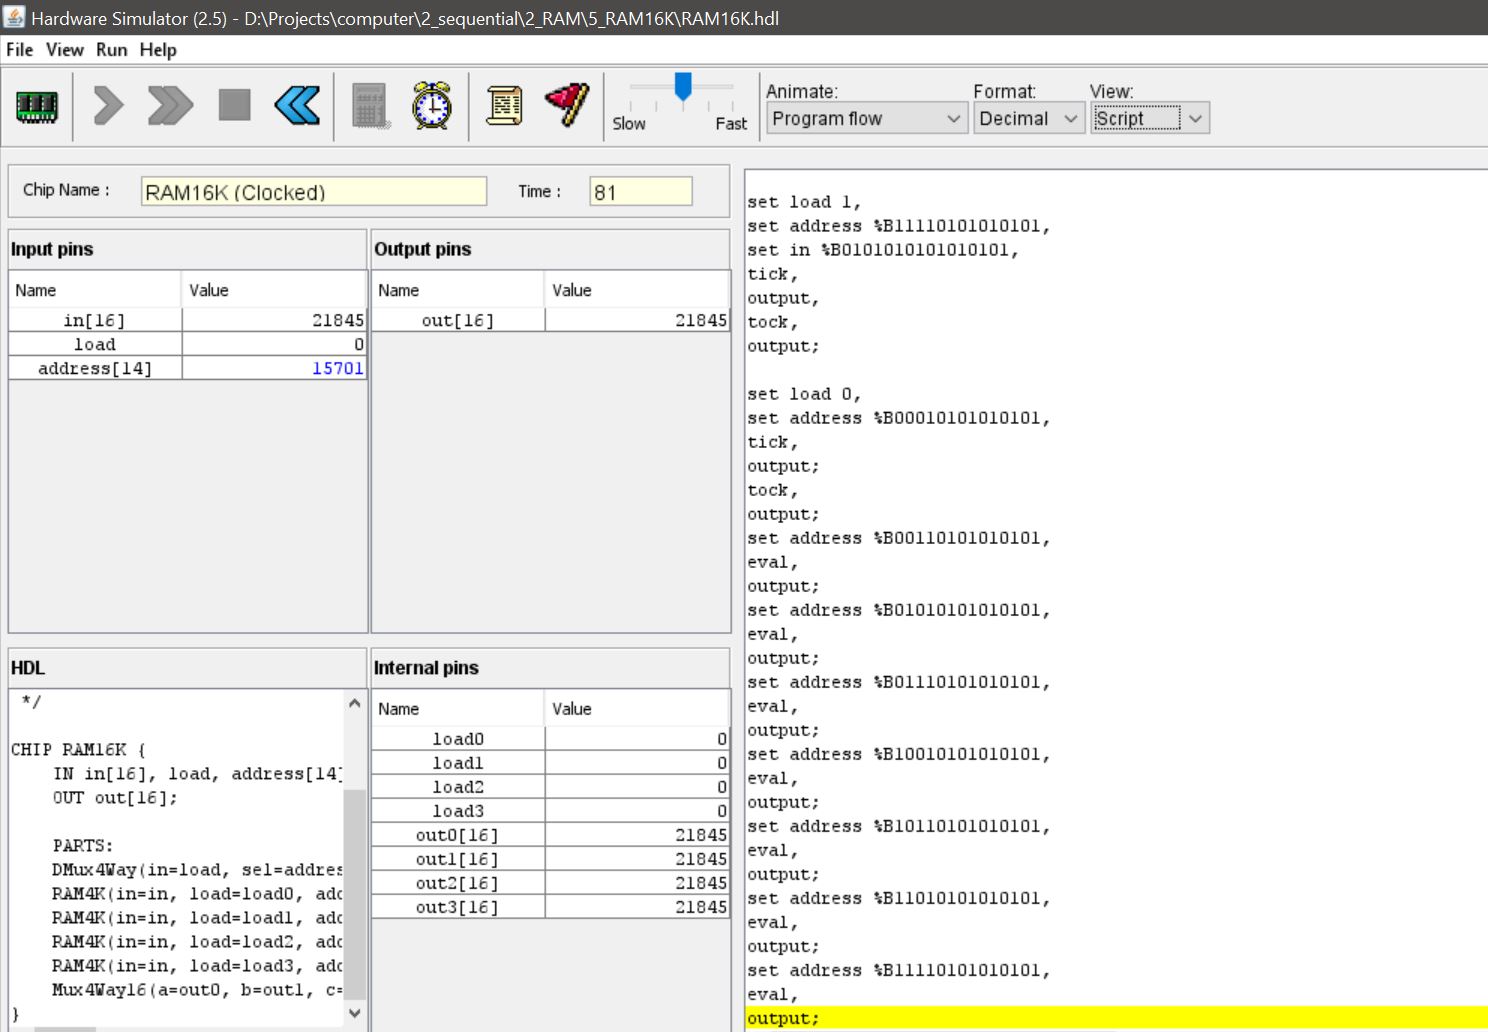 Hardware Simulator (2.5) - D:\Projects\computer\2_sequential\2_RAM\5_RAM16K\RAM16K.hdl
File View Run Help
Slow Fast
Animate: Format: View:
Program flow Decimal Script
Chip Name : RAM16K (Clocked) Time : 81
Input pins
Name Value
in[16] 21845
load 0
address[14] 15701
Output pins
Name Value
out[16] 21845
HDL
*/
CHIP RAM16K {
IN in[16], load, address[14]
OUT out[16];
PARTS:
DMux4Way(in=load, sel=addres
RAM4K(in=in, load=load0, add
RAM4K(in=in, load=load1, add
RAM4K(in=in, load=load2, add
RAM4K(in=in, load=load3, add
Mux4Way16(a=out0, b=out1, c=
}
Internal pins
Name Value
load0 0
load1 0
load2 0
load3 0
out0[16] 21845
out1[16] 21845
out2[16] 21845
out3[16] 21845
set load 1,
set address %B11110101010101,
set in %B0101010101010101,
tick,
output,
tock,
output;
set load 0,
set address %B00010101010101,
tick,
output;
tock,
output;
set address %B00110101010101,
eval,
output;
set address %B01010101010101,
eval,
output;
set address %B01110101010101,
eval,
output;
set address %B10010101010101,
eval,
output;
set address %B10110101010101,
eval,
output;
set address %B11010101010101,
eval,
output;
set address %B11110101010101,
eval,
output;